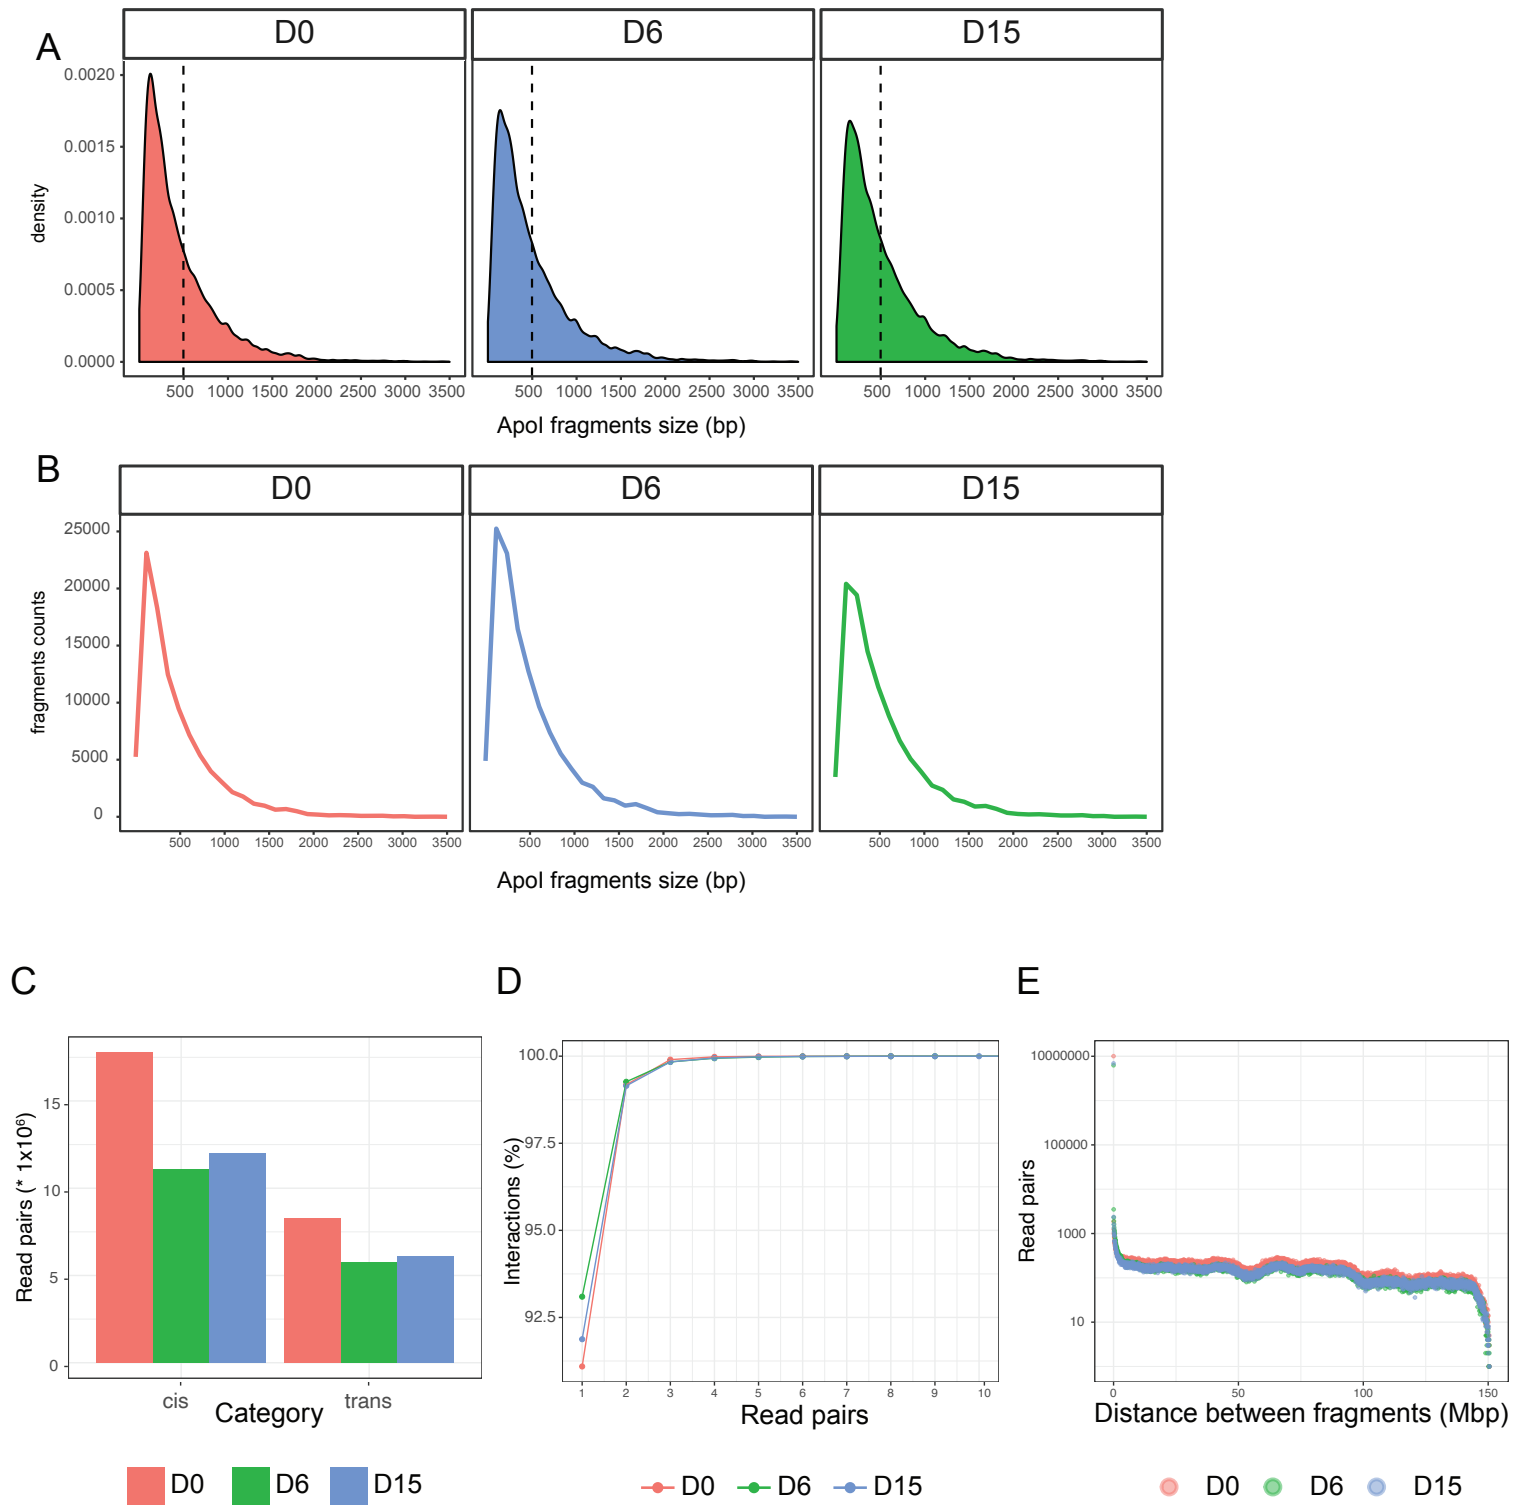 A
D0 D6 D15
density
0.0020
0.0015
0.0010
0.0005
0.0000
500 1000 1500 2000 2500 3000 3500 500 1000 1500 2000 2500 3000 3500 500 1000 1500 2000 2500 3000 3500
ApoI fragments size (bp)
B
D0 D6 D15
fragments counts
25000
20000
15000
10000
5000
0
500 1000 1500 2000 2500 3000 3500 500 1000 1500 2000 2500 3000 3500 500 1000 1500 2000 2500 3000 3500
ApoI fragments size (bp)
C
Read pairs (* 1x10⁶)
15
10
5
0
cis trans
Category
D0 D6 D15
D
Interactions (%)
100.0
97.5
95.0
92.5
1 2 3 4 5 6 7 8 9 10
Read pairs
D0 D6 D15
E
Read pairs
10000000
100000
1000
10
0 50 100 150
Distance between fragments (Mbp)
D0 D6 D15